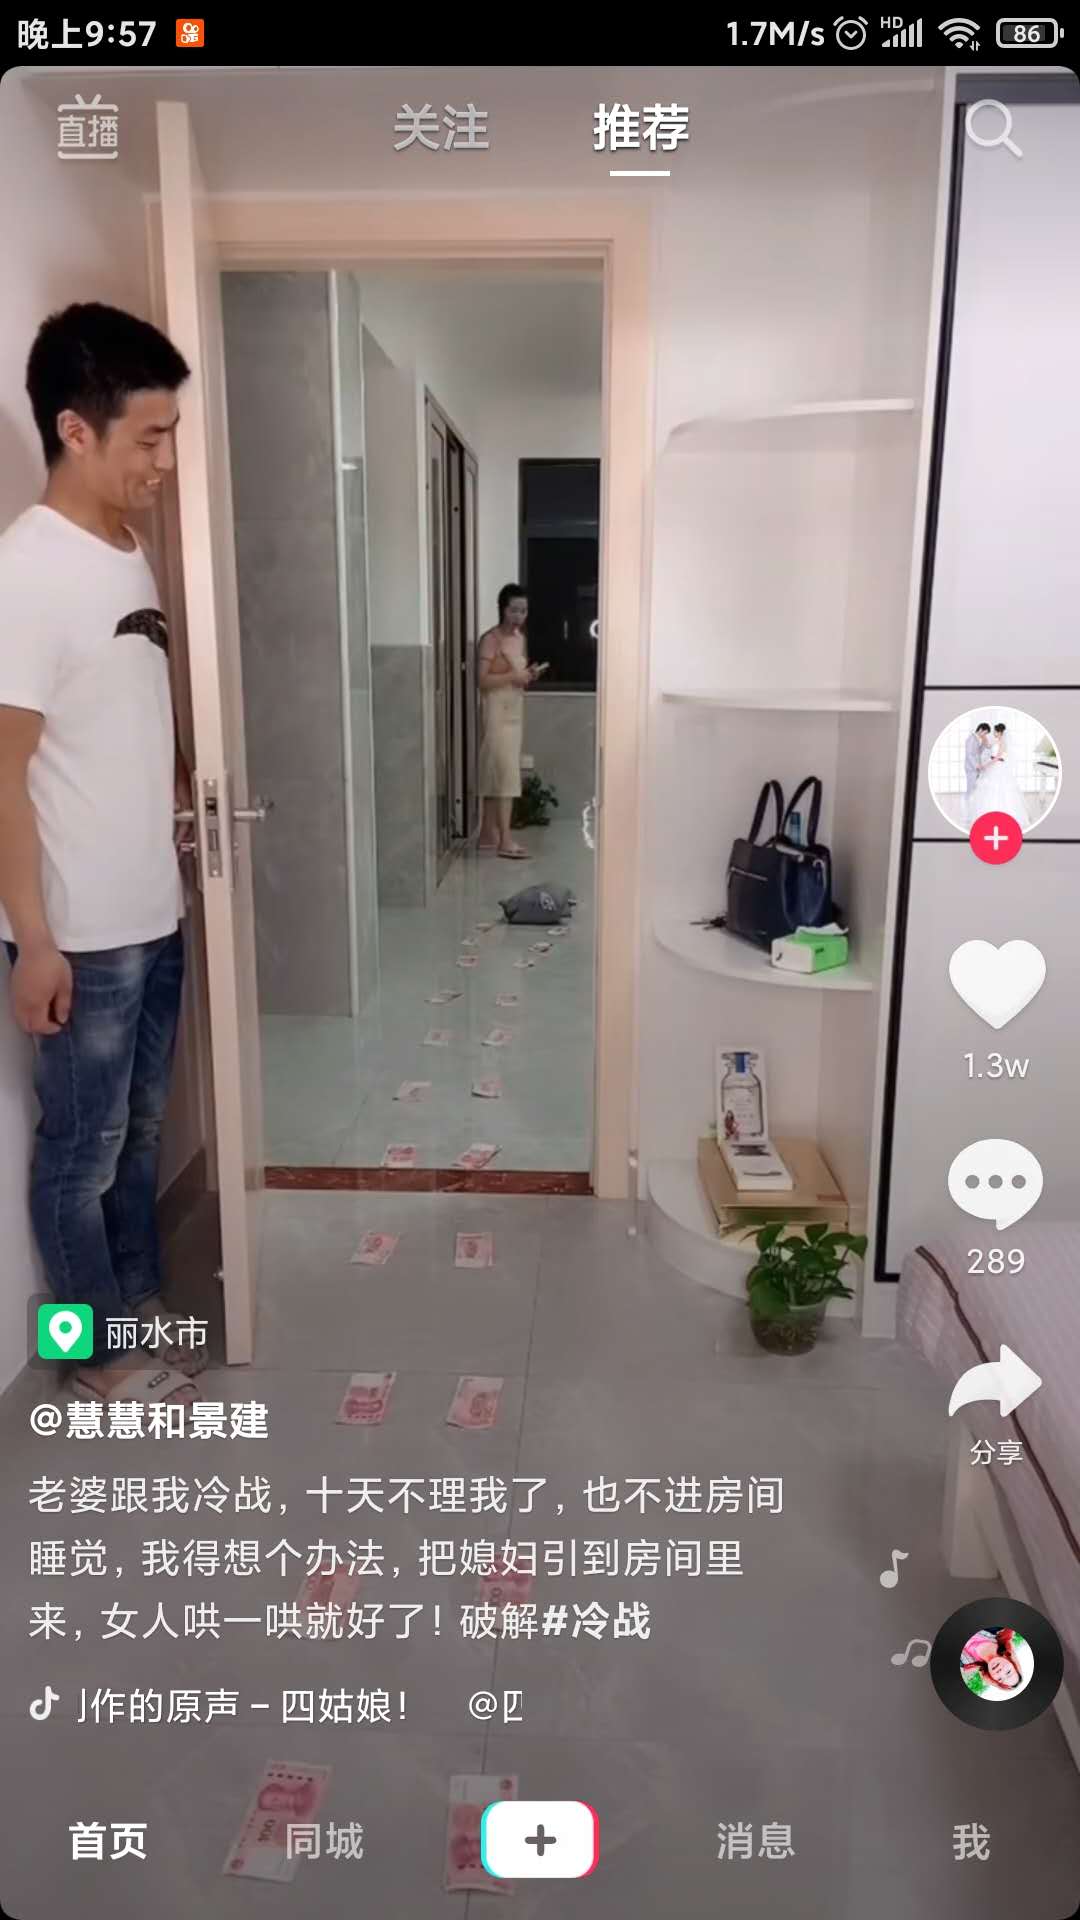 晚上9:57
1.7M/s
HD
86
直播
关注
推荐
1.3w
289
分享
丽水市
@慧慧和景建
老婆跟我冷战，十天不理我了，也不进房间
睡觉，我得想个办法，把媳妇引到房间里
来，女人哄一哄就好了！破解#冷战
作的原声 – 四姑娘！ @四
首页
同城
消息
我